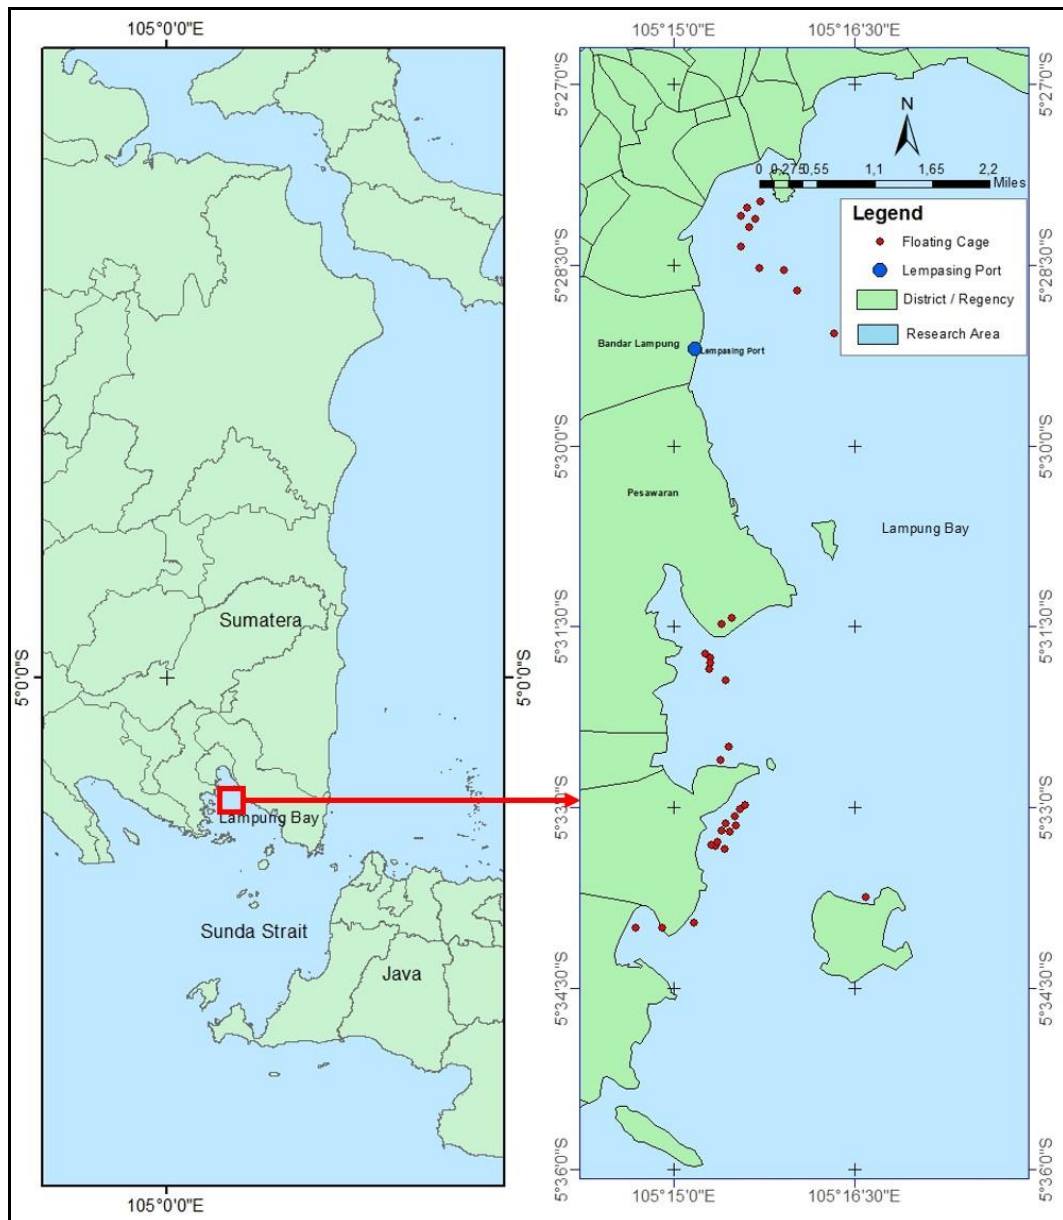 105°0'0"E
5°0'0"S
5°0'0"S
Sumatera
Lampung Bay
Sunda Strait
Java
105°0'0"E
105°15'0"E
105°16'30"E
5°27'0"S
5°27'0"S
N
0 0,275 0,55 1,1 1,65 2,2
Miles
Legend
Floating Cage
Lempasing Port
District / Regency
Research Area
5°28'30"S
5°28'30"S
Bandar Lampung
Lempasing Port
5°30'0"S
5°30'0"S
Pesawaran
Lampung Bay
5°31'30"S
5°31'30"S
5°33'0"S
5°33'0"S
5°34'30"S
5°34'30"S
5°36'0"S
5°36'0"S
105°15'0"E
105°16'30"E